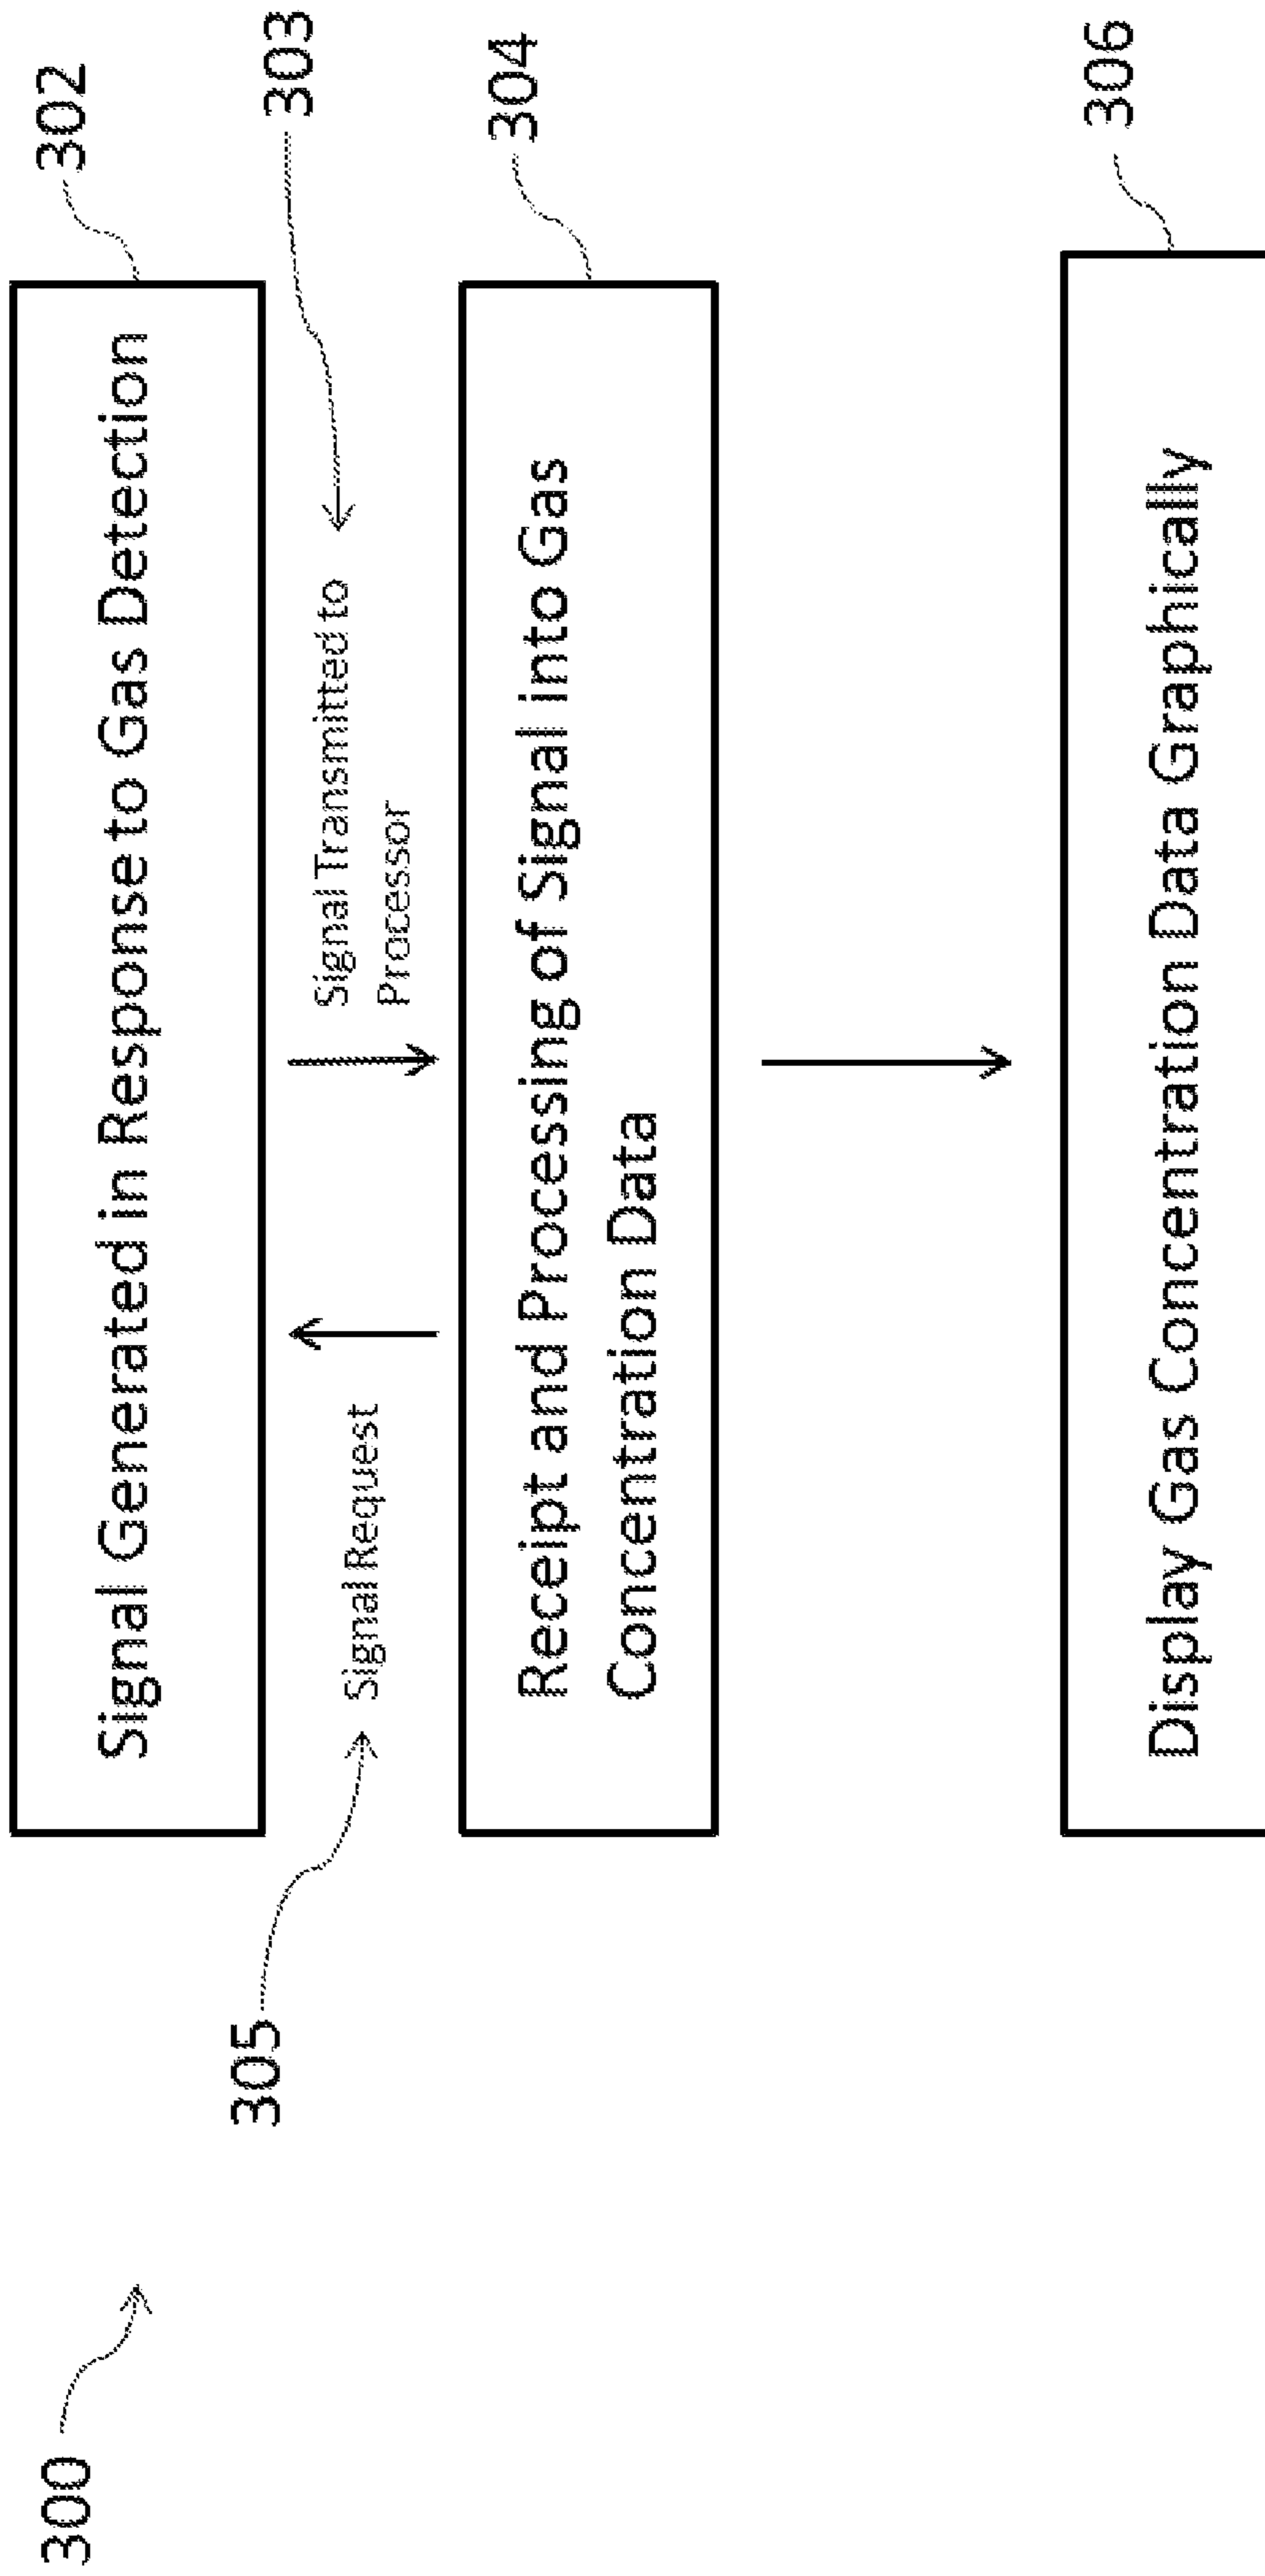 300
302
Signal Generated in Response to Gas Detection
303
305
Signal Request
Signal Transmitted to
Processor
304
Receipt and Processing of Signal into Gas
Concentration Data
306
Display Gas Concentration Data Graphically